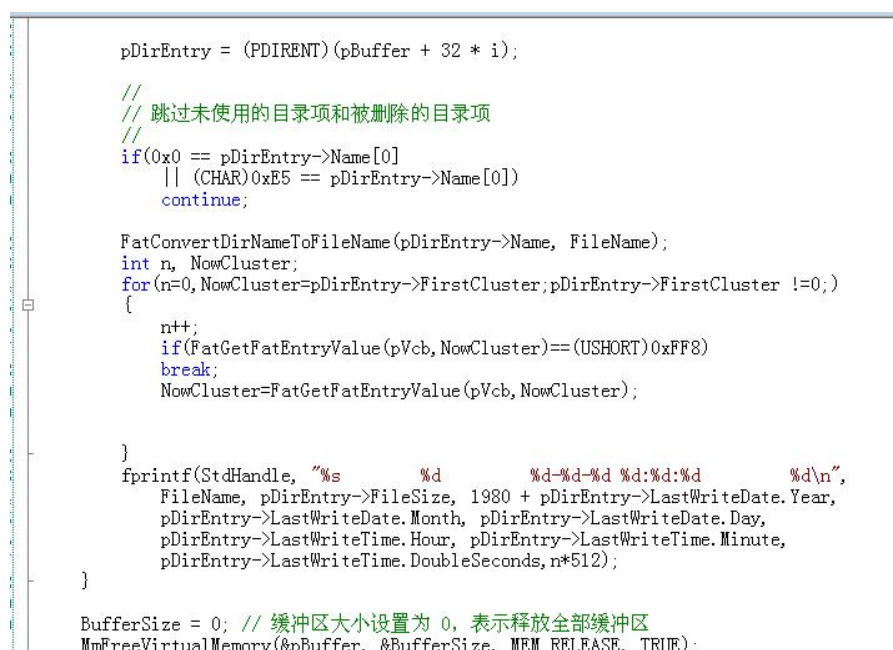 pDirEntry = (PDIRENT)(pBuffer + 32 * i);
//
// 跳过未使用的目录项和被删除的目录项
//
if(0x0 == pDirEntry->Name[0]
|| (CHAR)0xE5 == pDirEntry->Name[0])
continue;
FatConvertDirNameToFileName(pDirEntry->Name, FileName);
int n, NowCluster;
for(n=0,NowCluster=pDirEntry->FirstCluster;pDirEntry->FirstCluster !=0;)
{
n++;
if(FatGetFatEntryValue(pVcb,NowCluster)==(USHORT)0xFF8)
break;
NowCluster=FatGetFatEntryValue(pVcb,NowCluster);
}
fprintf(StdHandle, "%s %d %d-%d-%d %d:%d:%d %d\n",
FileName, pDirEntry->FileSize, 1980 + pDirEntry->LastWriteDate.Year,
pDirEntry->LastWriteDate.Month, pDirEntry->LastWriteDate.Day,
pDirEntry->LastWriteTime.Hour, pDirEntry->LastWriteTime.Minute,
pDirEntry->LastWriteTime.DoubleSeconds,n*512);
}
BufferSize = 0; // 缓冲区大小设置为 0，表示释放全部缓冲区
MmFreeVirtualMemory(&pBuffer, &BufferSize, MEM_RELEASE, TRUE);